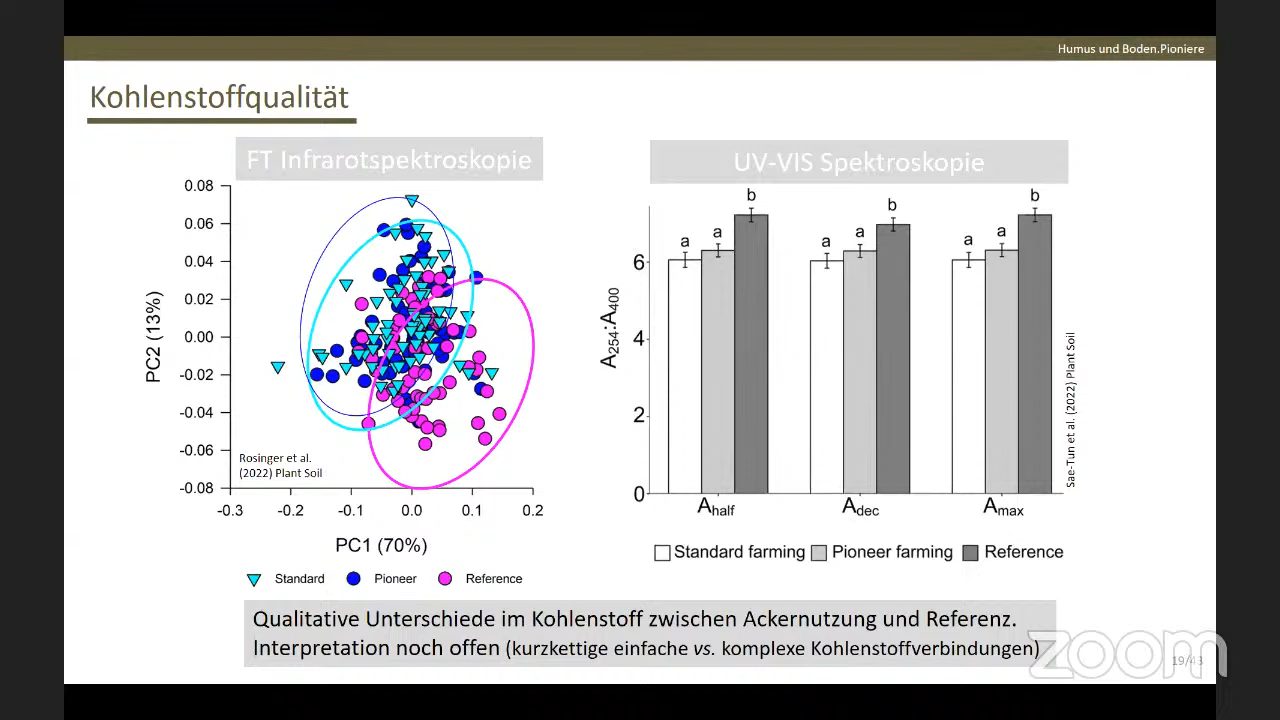 Humus und Boden.Pioniere
Kohlenstoffqualität
FT Infrarotspektroskopie
0.08
0.06
0.04
0.02
0.00
-0.02
-0.04
-0.06
-0.08
PC2 (13%)
Rosinger et al.
(2022) Plant Soil
-0.3 -0.2 -0.1 0.0 0.1 0.2
PC1 (70%)
Standard Pioneer Reference
UV-VIS Spektroskopie
a a b a a b a a b
6
4
2
0
A254:A400
Sae-Tun et al. (2022) Plant Soil
Ahalf Adec Amax
Standard farming Pioneer farming Reference
Qualitative Unterschiede im Kohlenstoff zwischen Ackernutzung und Referenz.
Interpretation noch offen (kurzkettige einfache vs. komplexe Kohlenstoffverbindungen)
zoom
19/43